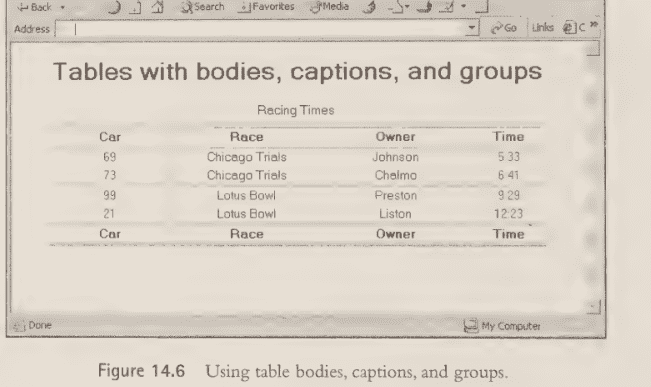 Back
Search Favorites Media
Address Go Links C »
Tables with bodies, captions, and groups
Racing Times
Car Race Owner Time
69 Chicago Trials Johnson 5:33
73 Chicago Trials Chelmo 6:41
99 Lotus Bowl Preston 9:29
21 Lotus Bowl Liston 12:23
Car Race Owner Time
Done My Computer
Figure 14.6 Using table bodies, captions, and groups.